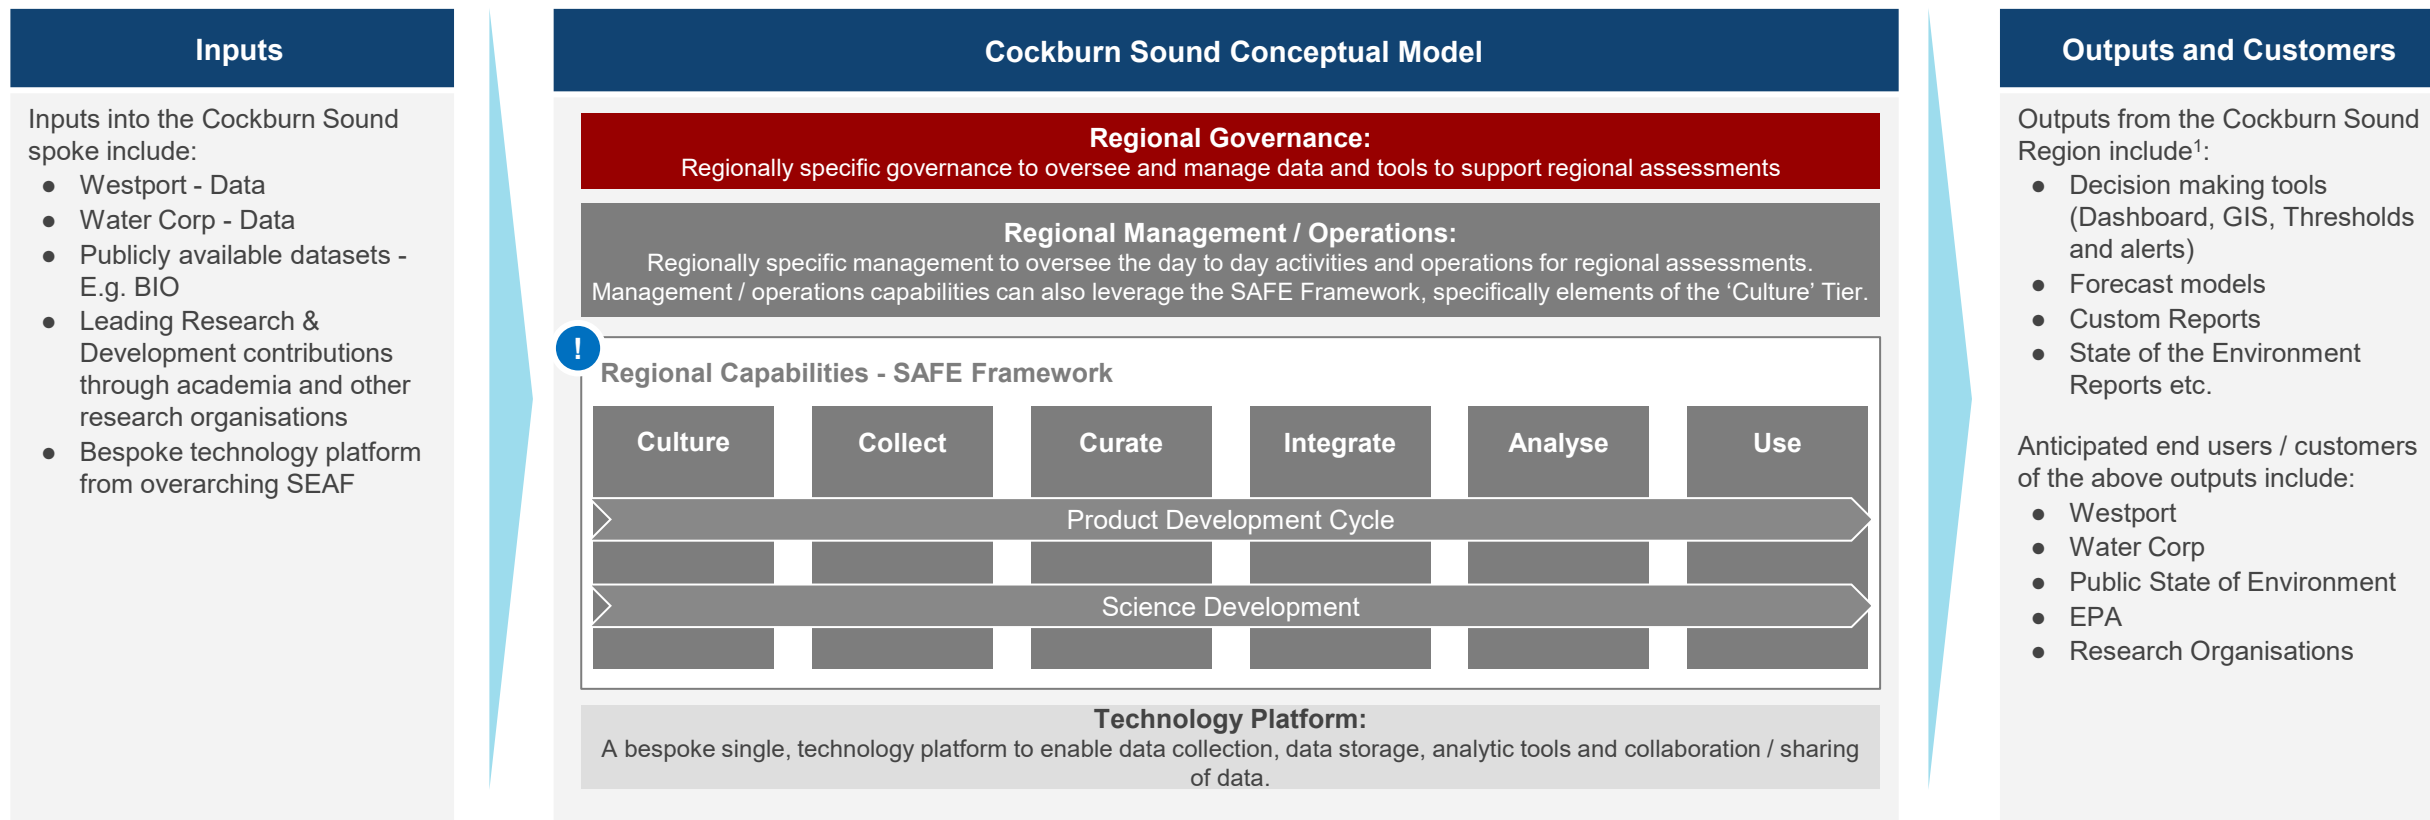 Inputs
Inputs into the Cockburn Sound
spoke include:
● Westport - Data
● Water Corp - Data
● Publicly available datasets -
E.g. BIO
● Leading Research &
Development contributions
through academia and other
research organisations
● Bespoke technology platform
from overarching SEAF
Cockburn Sound Conceptual Model
Regional Governance:
Regionally specific governance to oversee and manage data and tools to support regional assessments
Regional Management / Operations:
Regionally specific management to oversee the day to day activities and operations for regional assessments.
Management / operations capabilities can also leverage the SAFE Framework, specifically elements of the ‘Culture’ Tier.
!
Regional Capabilities - SAFE Framework
Culture
Collect
Curate
Integrate
Analyse
Use
Product Development Cycle
Science Development
Technology Platform:
A bespoke single, technology platform to enable data collection, data storage, analytic tools and collaboration / sharing
of data.
Outputs and Customers
Outputs from the Cockburn Sound
Region include¹:
● Decision making tools
(Dashboard, GIS, Thresholds
and alerts)
● Forecast models
● Custom Reports
● State of the Environment
Reports etc.
Anticipated end users / customers
of the above outputs include:
● Westport
● Water Corp
● Public State of Environment
● EPA
● Research Organisations